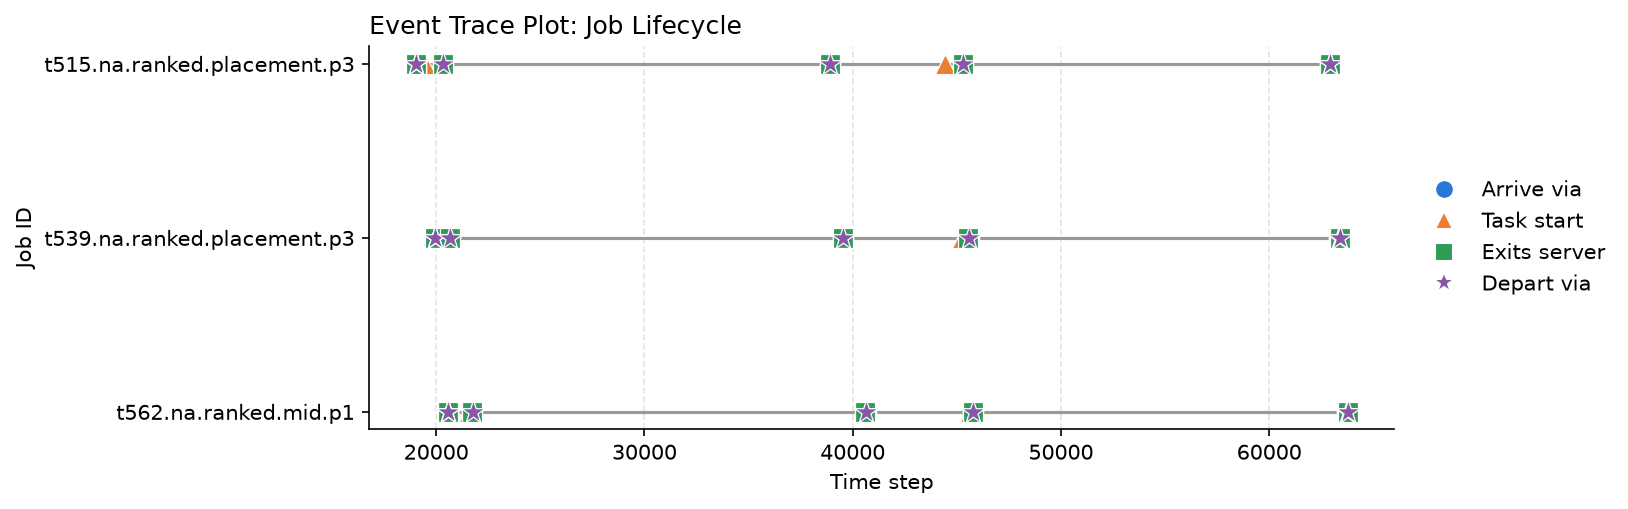 Event Trace Plot: Job Lifecycle
t515.na.ranked.placement.p3
t539.na.ranked.placement.p3
t562.na.ranked.mid.p1
Job ID
20000 30000 40000 50000 60000
Time step
Arrive via
Task start
Exits server
Depart via